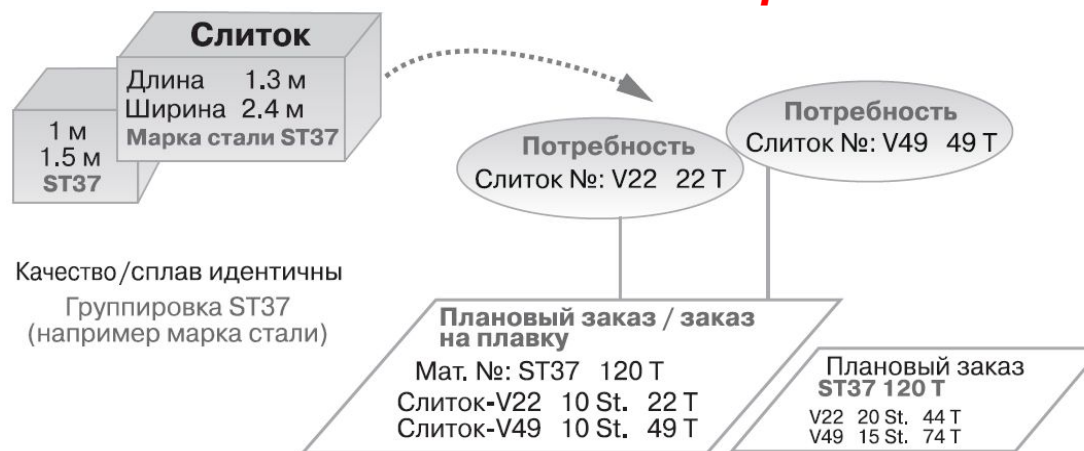 Слиток
Длина 1.3 м
Ширина 2.4 м
Марка стали ST37
1 м
1.5 м
ST37
Потребность
Слиток №: V22 22 Т
Потребность
Слиток №: V49 49 Т
Качество/сплав идентичны
Группировка ST37
(например марка стали)
Плановый заказ / заказ
на плавку
Мат. №: ST37 120 Т
Слиток-V22 10 St. 22 Т
Слиток-V49 10 St. 49 Т
Плановый заказ
ST37 120 Т
V22 20 St. 44 Т
V49 15 St. 74 Т